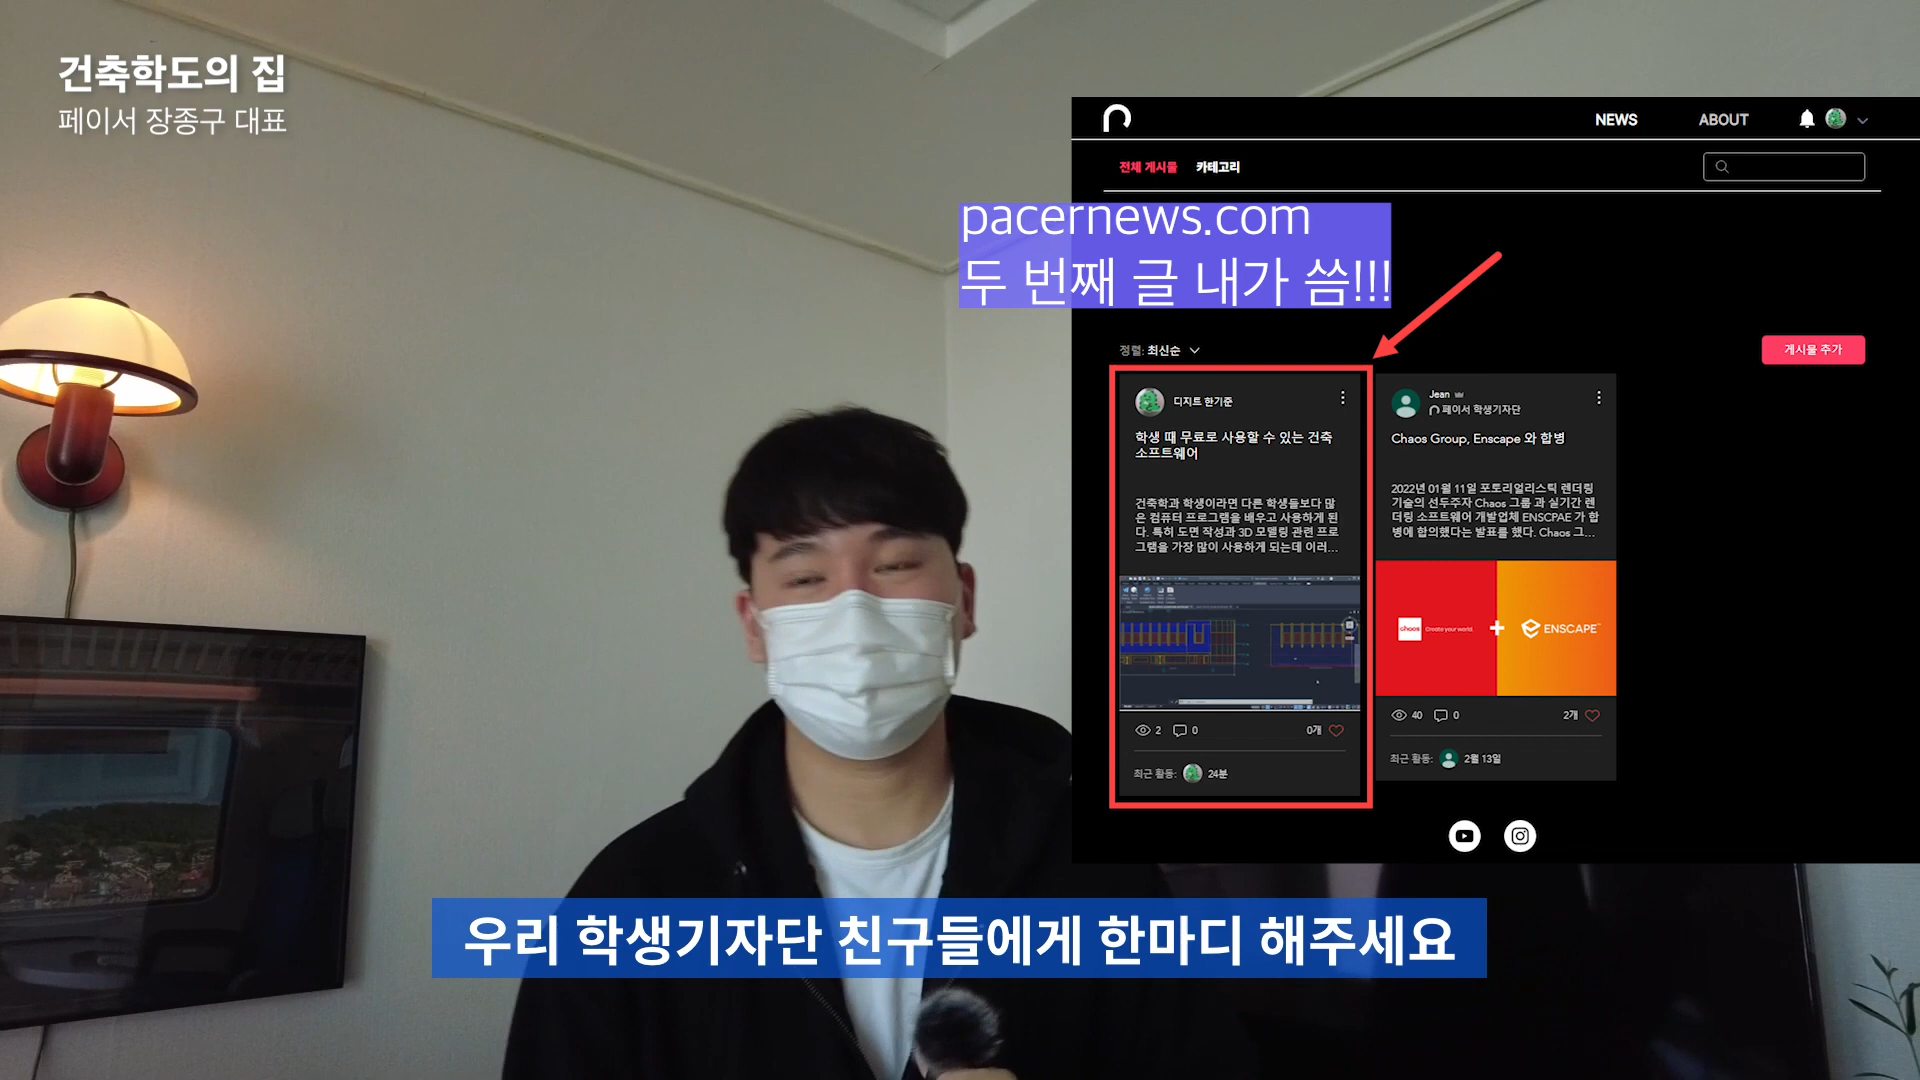 건축학도의 집
페이서 장종구 대표
NEWS
ABOUT
전체 게시물
카테고리
pacernews.com
두 번째 글 내가 씀!!!
정렬: 최신순
게시물 추가
디지트 한기준
학생 때 무료로 사용할 수 있는 건축
소프트웨어
건축학과 학생이라면 다른 학생들보다 많
은 컴퓨터 프로그램을 배우고 사용하게 된
다. 특히 도면 작성과 3D 모델링 관련 프로
그램을 가장 많이 사용하게 되는데 이러...
2
0
0개
최근 활동:
24분
Jean
페이서 학생기자단
Chaos Group, Enscape 와 합병
2022년 01월 11일 포토리얼리스틱 렌더링
기술의 선두주자 Chaos 그룹 과 실기간 렌
더링 소프트웨어 개발업체 ENSCPAE 가 합
병에 합의했다는 발표를 했다. Chaos 그...
chaos
Create your world.
+
ENSCAPE™
40
0
2개
최근 활동:
2월 13일
우리 학생기자단 친구들에게 한마디 해주세요